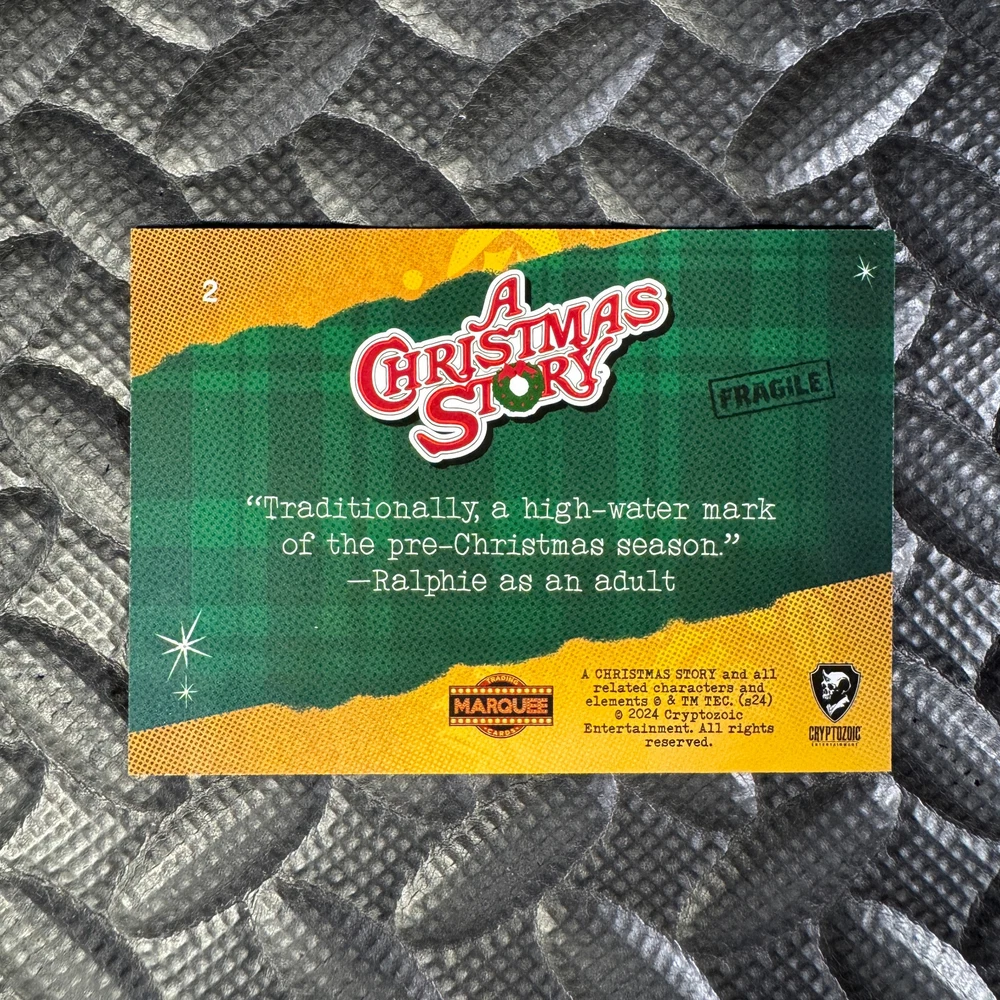 2
A
CHRISTMAS
STORY
FRAGILE
“Traditionally, a high-water mark
of the pre-Christmas season.”
—Ralphie as an adult
TRADING
MARQUEE
CARDS
A CHRISTMAS STORY and all
related characters and
elements © & TM TEC. (s24)
© 2024 Cryptozoic
Entertainment. All rights
reserved.
CRYPTOZOIC
ENTERTAINMENT